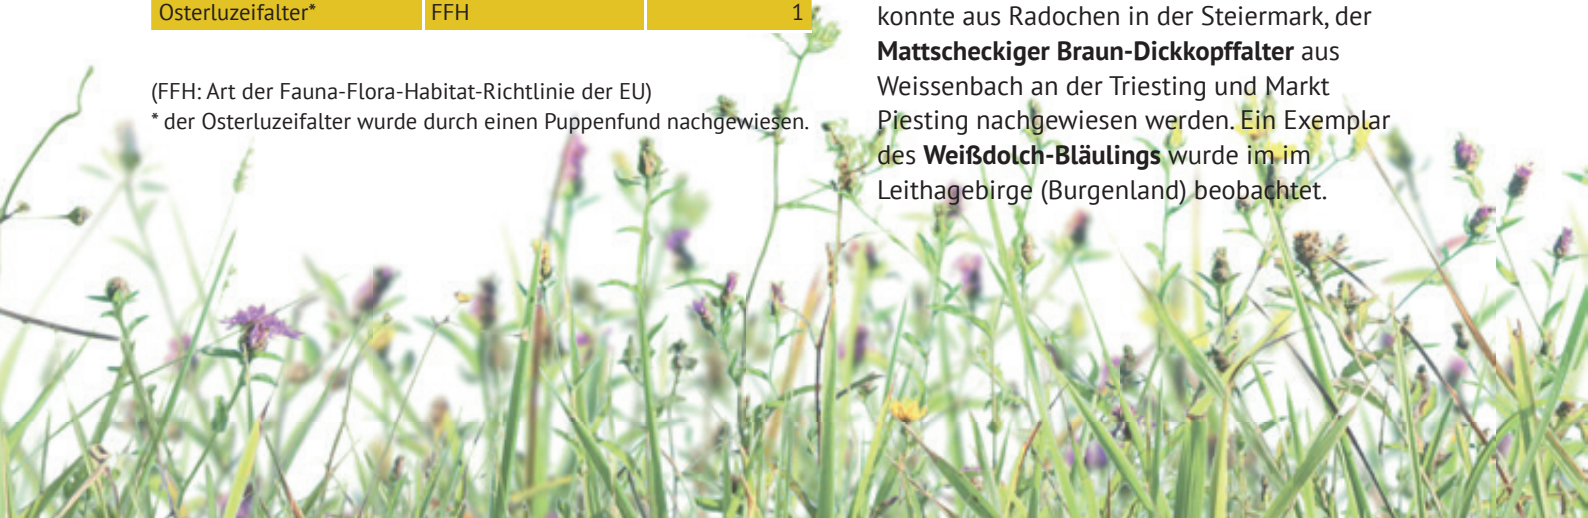 Osterluzeifalter* FFH 1
(FFH: Art der Fauna-Flora-Habitat-Richtlinie der EU)
* der Osterluzeifalter wurde durch einen Puppenfund nachgewiesen.
konnte aus Radochen in der Steiermark, der
Mattscheckiger Braun-Dickkopffalter aus
Weissenbach an der Triesting und Markt
Piesting nachgewiesen werden. Ein Exemplar
des Weißdolch-Bläulings wurde im im
Leithagebirge (Burgenland) beobachtet.